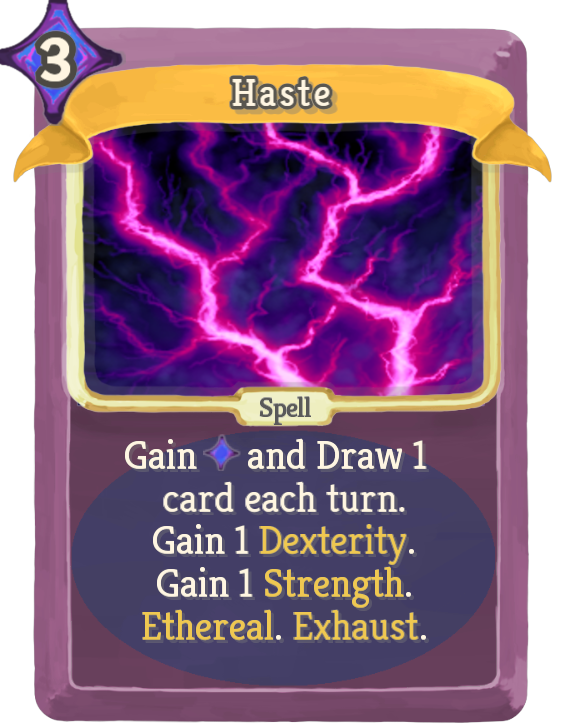 3
Haste
Spell
Gain and Draw 1
card each turn.
Gain 1 Dexterity.
Gain 1 Strength.
Ethereal. Exhaust.